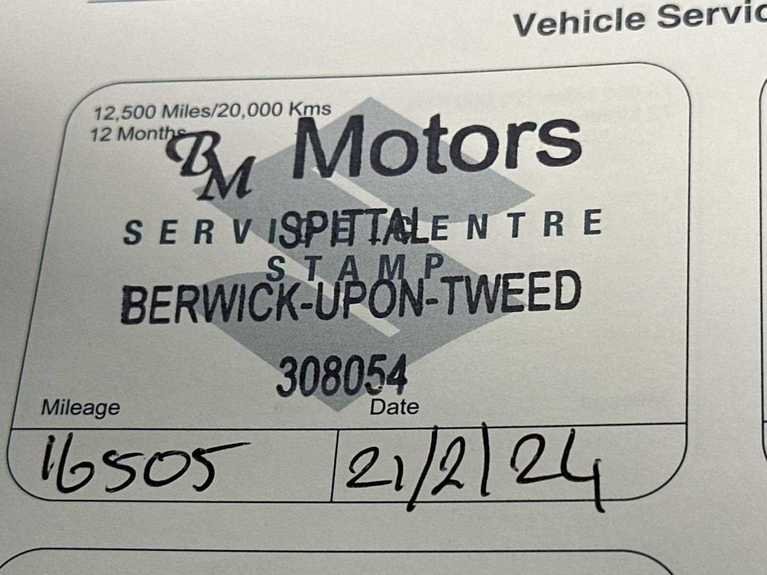 Vehicle Servic
12,500 Miles/20,000 Kms
12 Months
BM Motors
SERVICE CENTRE
SPITTAL
STAMP
BERWICK-UPON-TWEED
308054
Mileage Date
16505 21/2/24